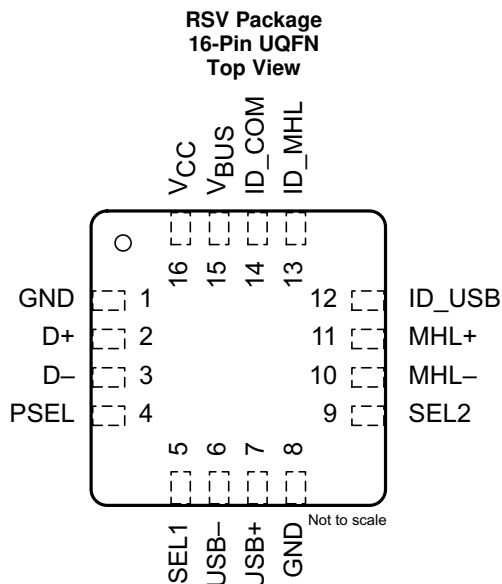 RSV Package
16-Pin UQFN
Top View
VCC
VBUS
ID_COM
ID_MHL
16
15
14
13
GND 1
D+ 2
D– 3
PSEL 4
12 ID_USB
11 MHL+
10 MHL–
9 SEL2
5
6
7
8
SEL1
USB–
USB+
GND
Not to scale